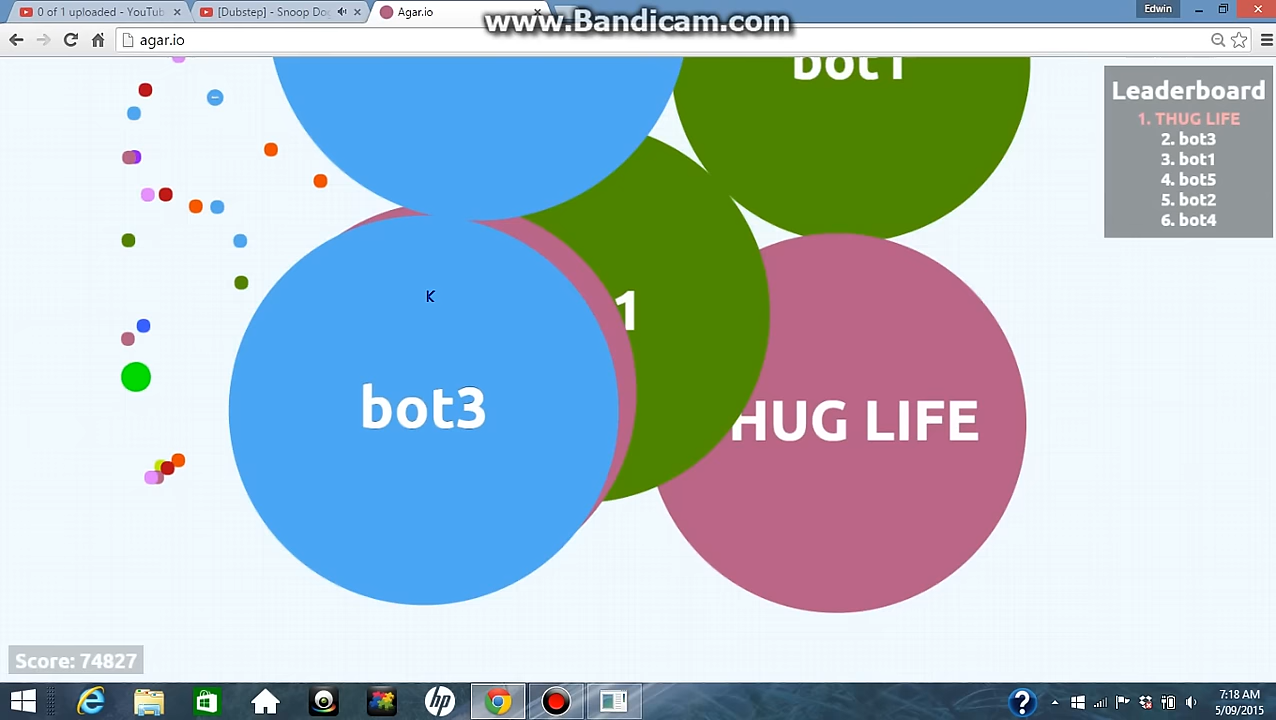 0 of 1 uploaded - YouTub
[Dubstep] - Snoop Dog
Agar.io
www.Bandicam.com
Edwin
agar.io
bot1
Leaderboard
1. THUG LIFE
2. bot3
3. bot1
4. bot5
5. bot2
6. bot4
K
1
bot3
HUG LIFE
Score: 74827
hp
7:18 AM
5/09/2015